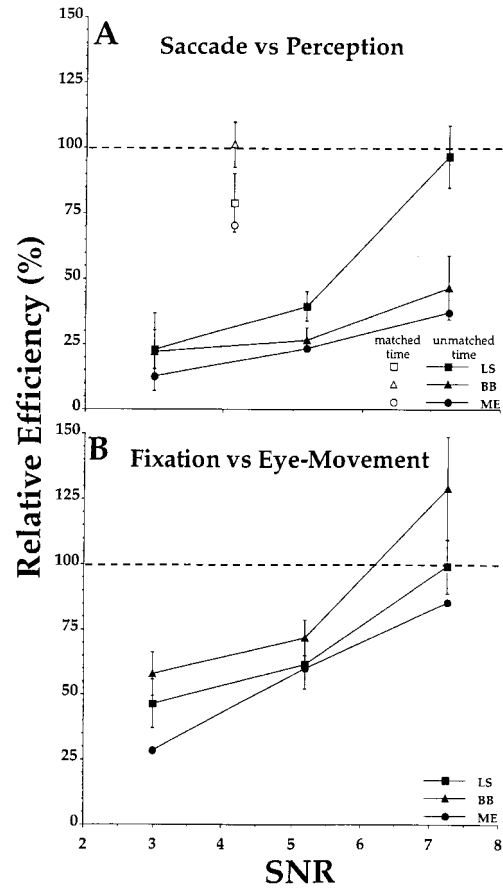 150
A
Saccade vs Perception
125
100
75
50
25
0
matched time
unmatched time
LS
BB
ME
Relative Efficiency (%)
150
B
Fixation vs Eye-Movement
125
100
75
50
25
0
LS
BB
ME
2 3 4 5 6 7 8
SNR